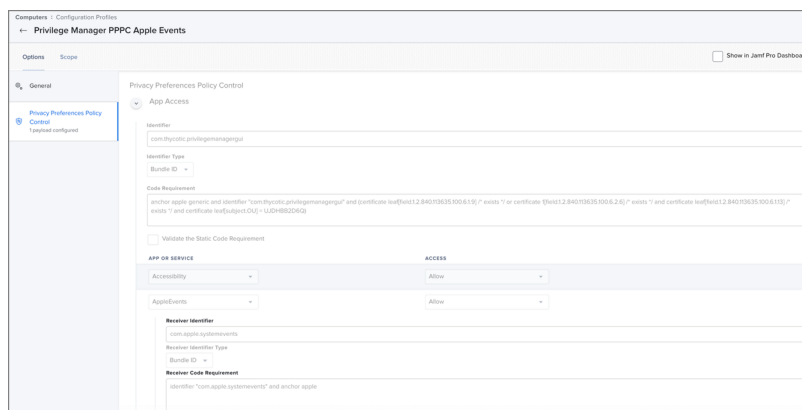 Computers : Configuration Profiles
← Privilege Manager PPPC Apple Events
Options Scope
Show in Jamf Pro Dashboa
General
Privacy Preferences Policy
Control
1 payload configured
Privacy Preferences Policy Control
App Access
Identifier
com.thycotic.privilegemanagergui
Identifier Type
Bundle ID
Code Requirement
anchor apple generic and identifier "com.thycotic.privilegemanagergui" and (certificate leaf[field.1.2.840.113635.100.6.1.9] /* exists */ or certificate 1[field.1.2.840.113635.100.6.2.6] /* exists */ and certificate leaf[field.1.2.840.113635.100.6.1.13] /*
exists */ and certificate leaf[subject.OU] = UJDHBB2D6Q)
Validate the Static Code Requirement
APP OR SERVICE ACCESS
Accessibility Allow
AppleEvents Allow
Receiver Identifier
com.apple.systemevents
Receiver Identifier Type
Bundle ID
Receiver Code Requirement
identifier "com.apple.systemevents" and anchor apple